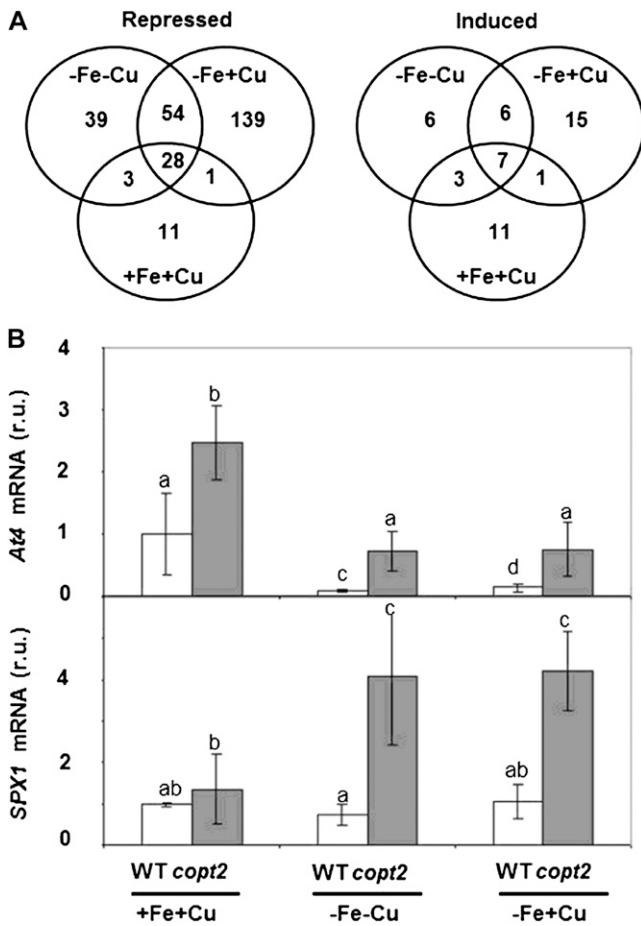 A
Repressed
Induced
-Fe-Cu
-Fe+Cu
39
54
139
28
3
1
11
+Fe+Cu
-Fe-Cu
-Fe+Cu
6
6
15
7
3
1
11
+Fe+Cu
B
At4 mRNA (r.u.)
4
3
2
1
0
a
b
c
a
d
a
SPX1 mRNA (r.u.)
4
2
0
ab
b
a
c
ab
c
WT copt2
WT copt2
WT copt2
+Fe+Cu
-Fe-Cu
-Fe+Cu